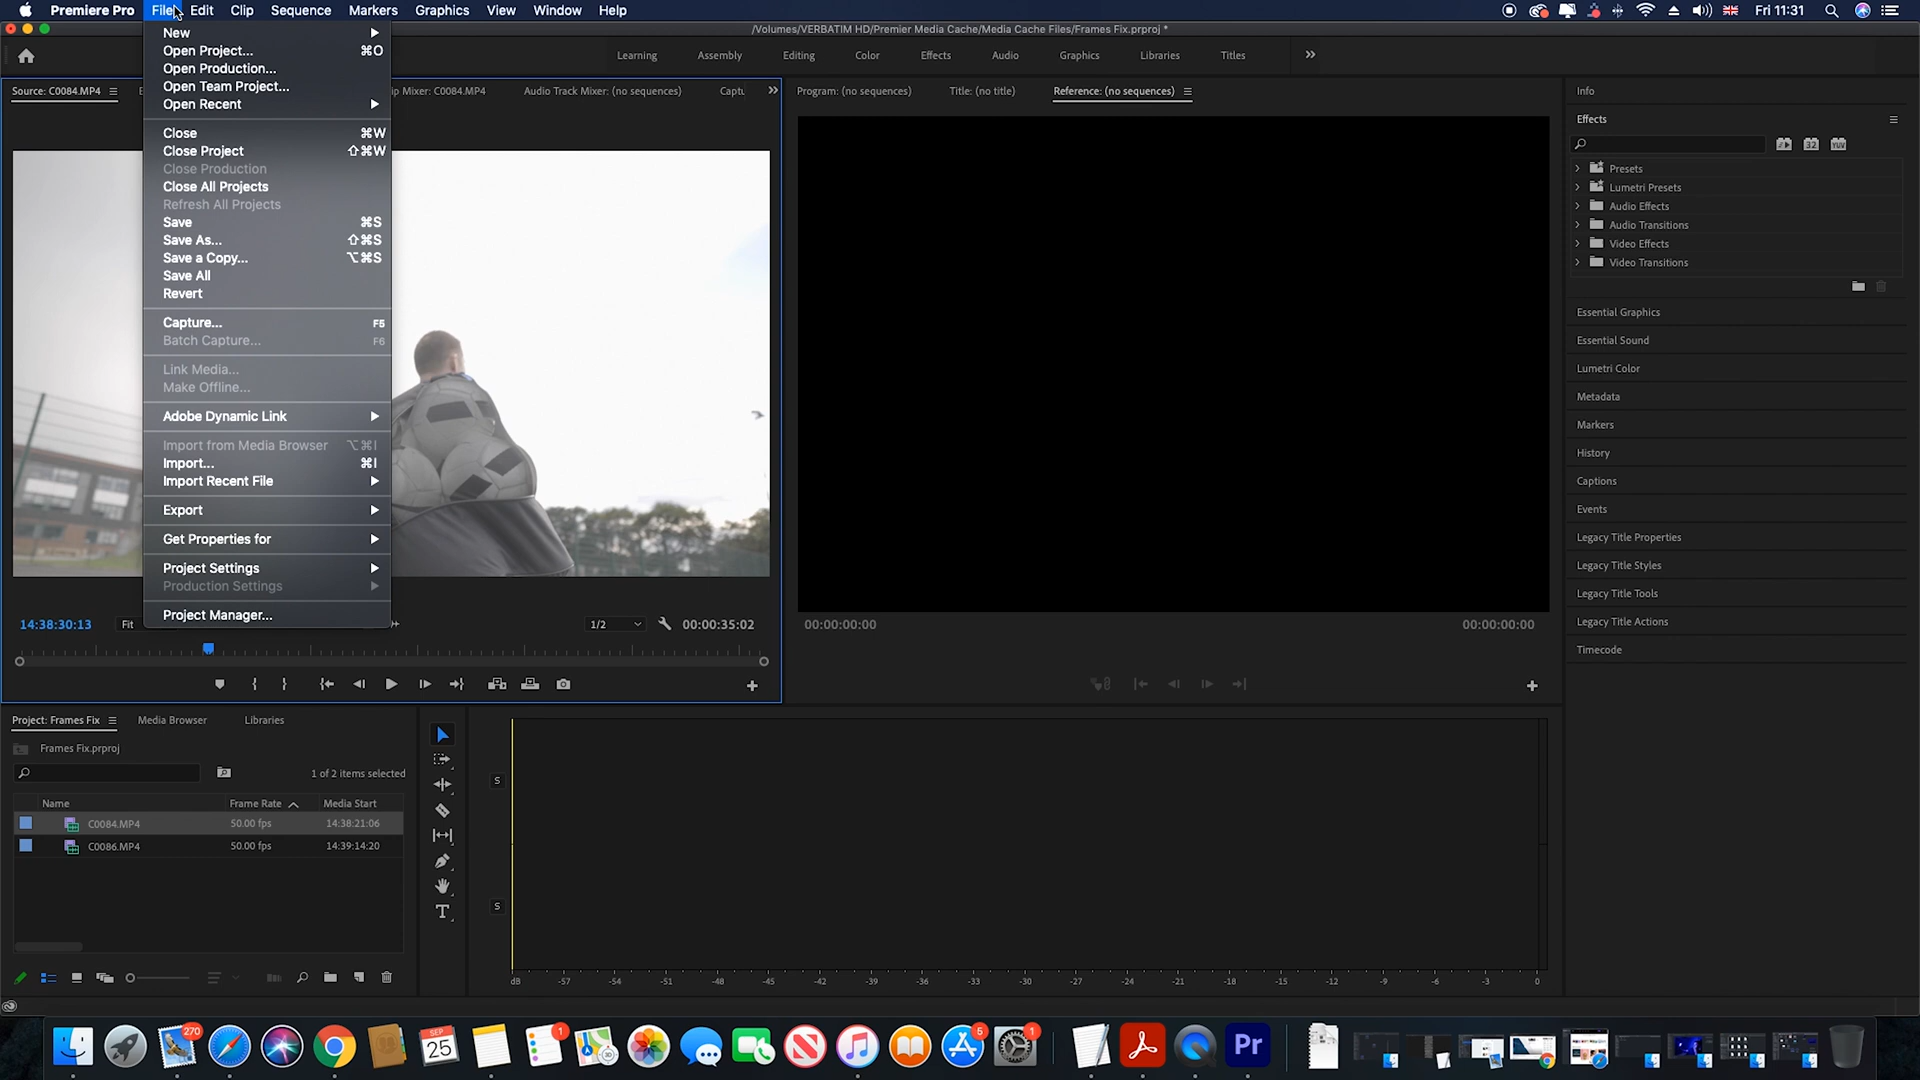 Premiere Pro File Edit Clip Sequence Markers Graphics View Window Help Fri 11:31
/Volumes/VERBATIM HD/Premier Media Cache/Media Cache Files/Frames Fix.prproj *
Learning Assembly Editing Color Effects Audio Graphics Libraries Titles
New
Open Project... ⌘O
Open Production...
Open Team Project...
Open Recent
Close ⌘W
Close Project ⇧⌘W
Close Production
Close All Projects
Refresh All Projects
Save ⌘S
Save As... ⇧⌘S
Save a Copy... ⌥⌘S
Save All
Revert
Capture... F5
Batch Capture... F6
Link Media...
Make Offline...
Adobe Dynamic Link
Import from Media Browser ⌥⌘I
Import... ⌘I
Import Recent File
Export
Get Properties for
Project Settings
Production Settings
Project Manager...
Source: C0084.MP4 ip Mixer: C0084.MP4 Audio Track Mixer: (no sequences) Captu
14:38:30:13 Fit 1/2 00:00:35:02
Program: (no sequences) Title: (no title) Reference: (no sequences)
00:00:00:00 00:00:00:00
Info
Effects
32 YUV
Presets
Lumetri Presets
Audio Effects
Audio Transitions
Video Effects
Video Transitions
Essential Graphics
Essential Sound
Lumetri Color
Metadata
Markers
History
Captions
Events
Legacy Title Properties
Legacy Title Styles
Legacy Title Tools
Legacy Title Actions
Timecode
Project: Frames Fix Media Browser Libraries
Frames Fix.prproj
1 of 2 items selected
Name Frame Rate Media Start
C0084.MP4 50.00 fps 14:38:21:06
C0086.MP4 50.00 fps 14:39:14:20
S
S
dB -57 -54 -51 -48 -45 -42 -39 -36 -33 -30 -27 -24 -21 -18 -15 -12 -9 -6 -3 0
270 SEP 25 1 5 1 Pr